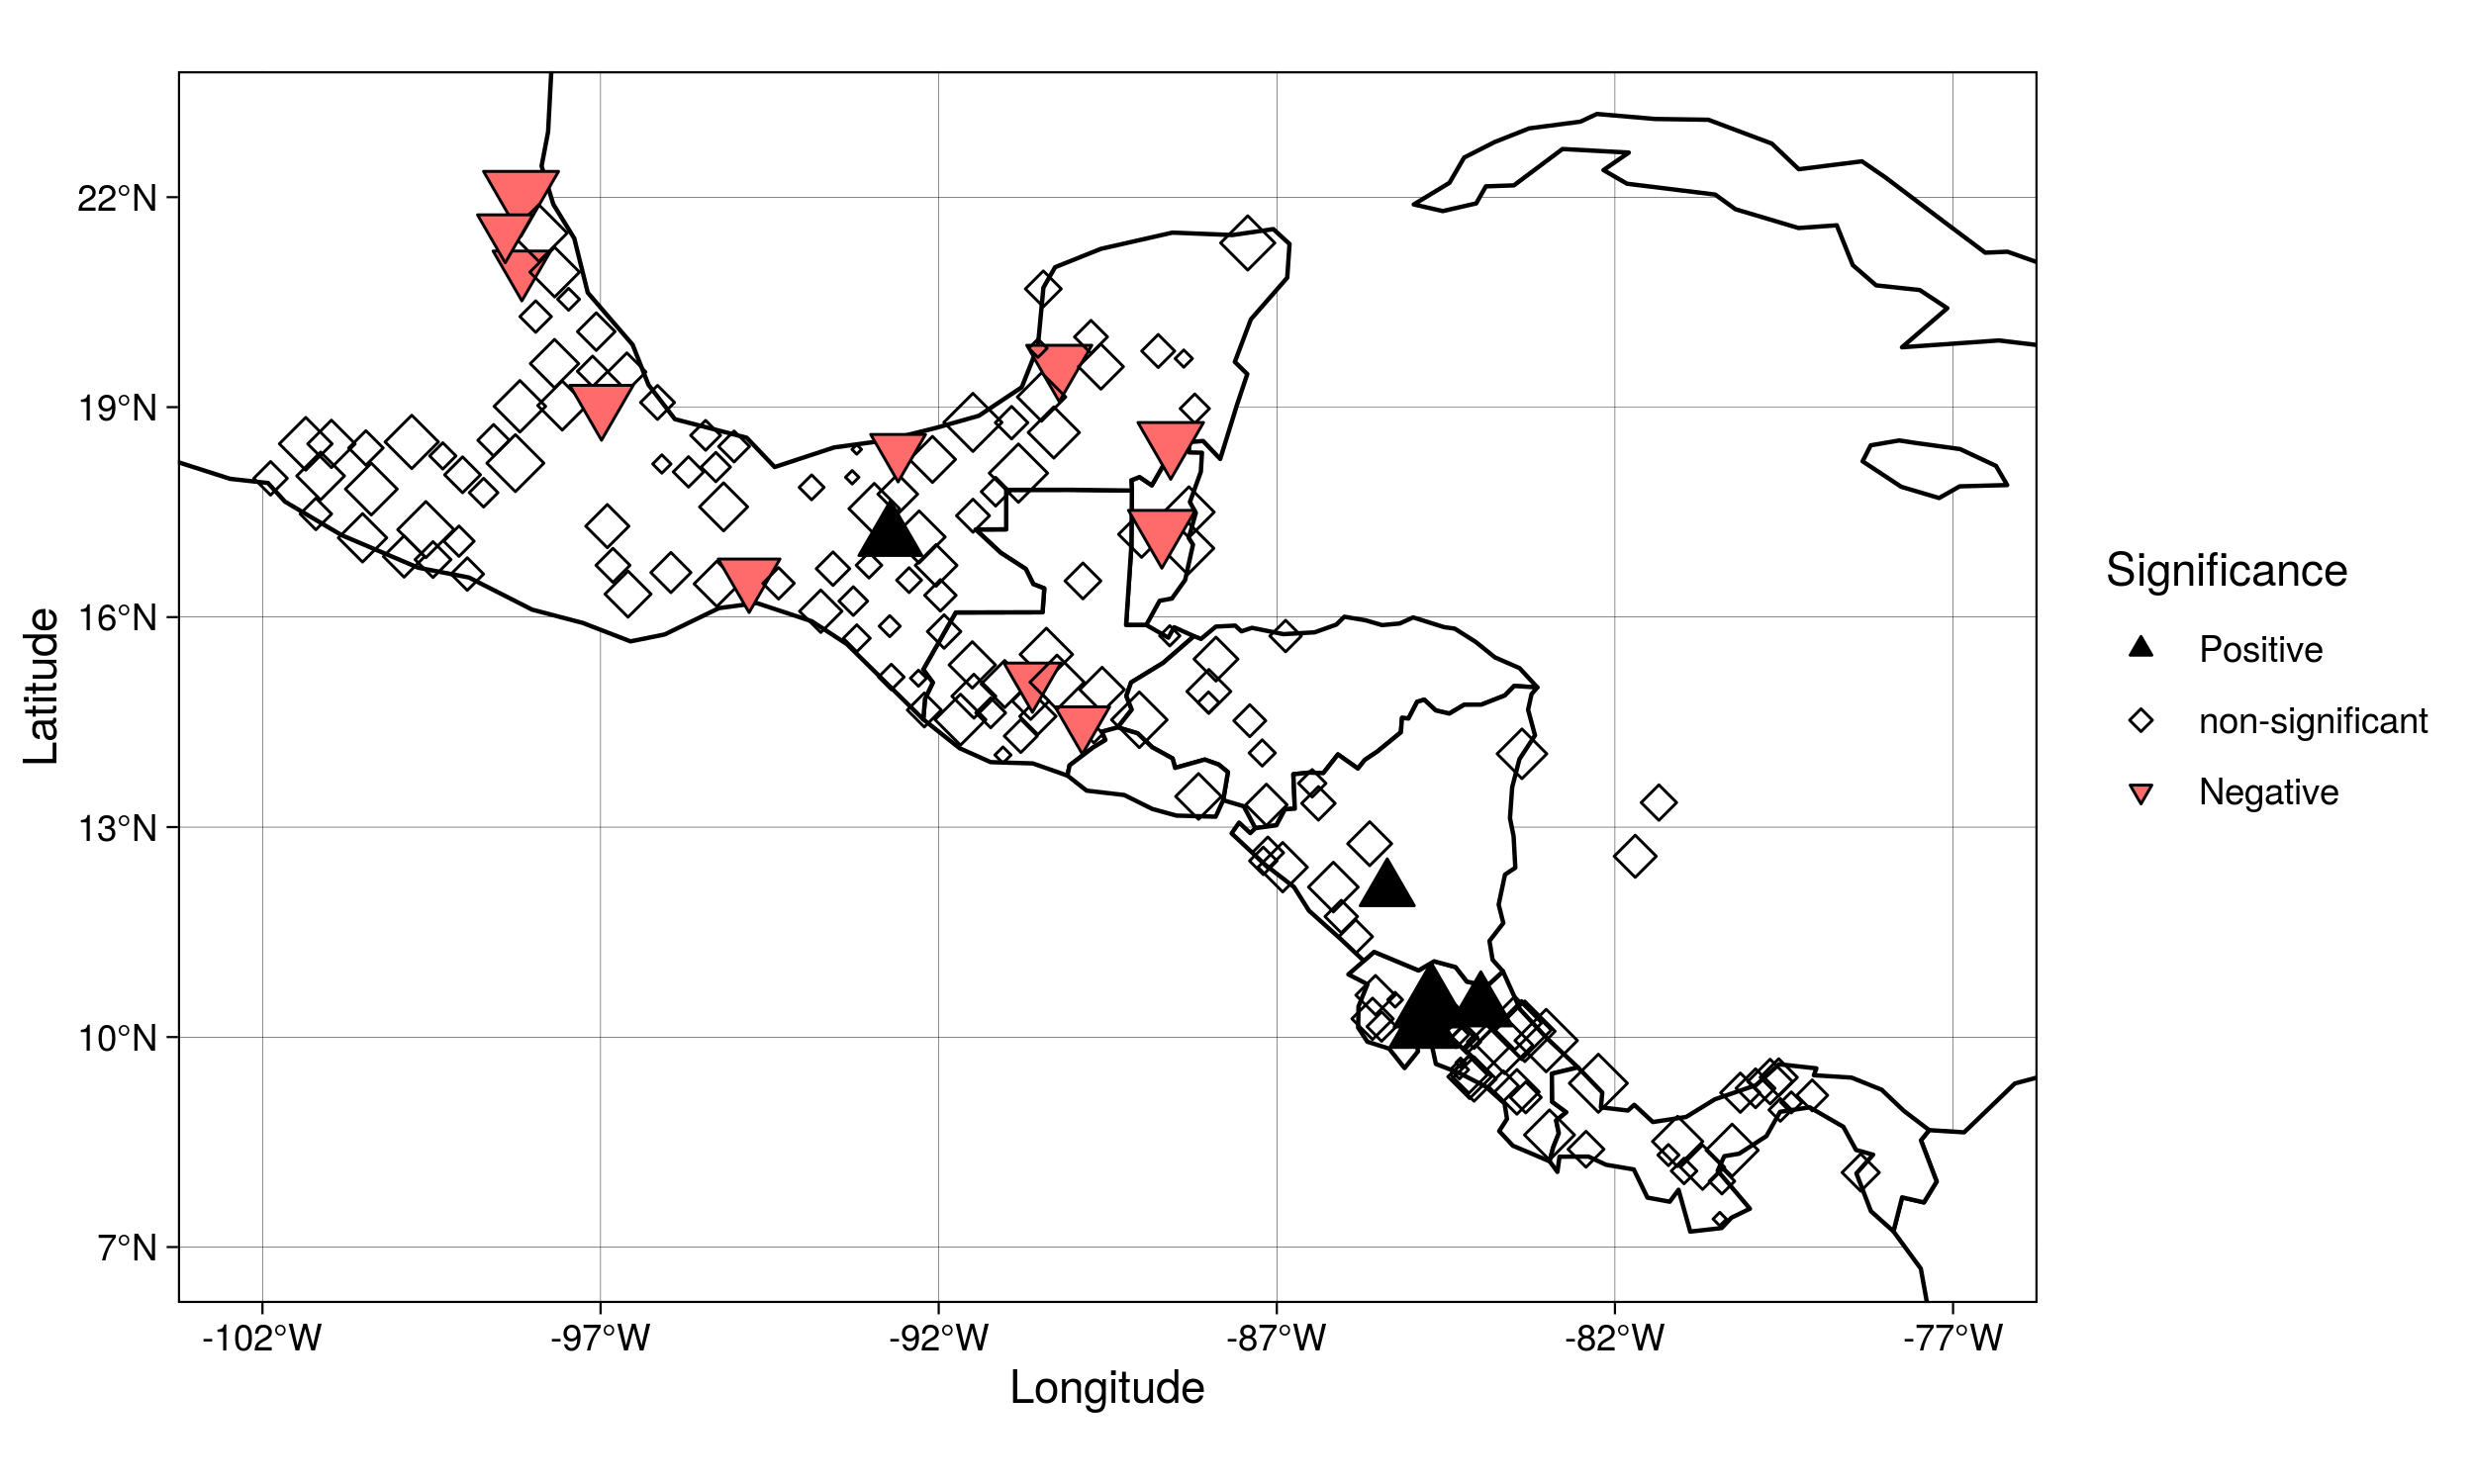 22°N
19°N
16°N
13°N
10°N
7°N
Latitude
-102°W
-97°W
-92°W
-87°W
-82°W
-77°W
Longitude
Significance
Positive
non-significant
Negative